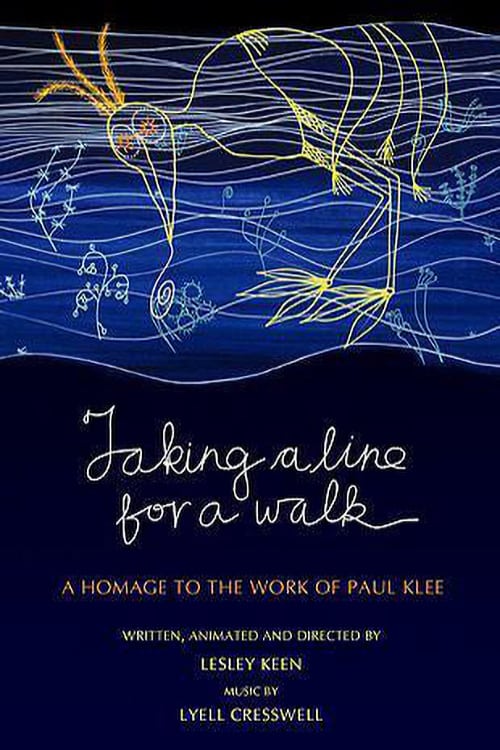 Taking a line
for a walk
A HOMAGE TO THE WORK OF PAUL KLEE
WRITTEN, ANIMATED AND DIRECTED BY
LESLEY KEEN
MUSIC BY
LYELL CRESSWELL